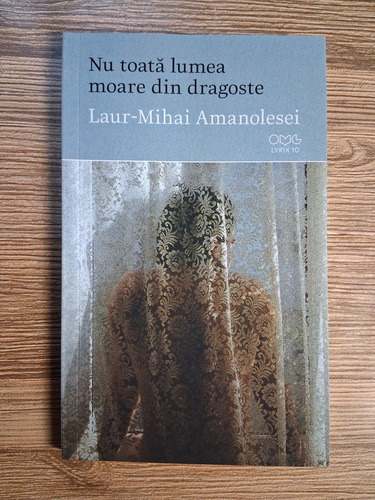 Nu toată lumea
moare din dragoste
Laur-Mihai Amanolesei
OMG
LYRIX 10